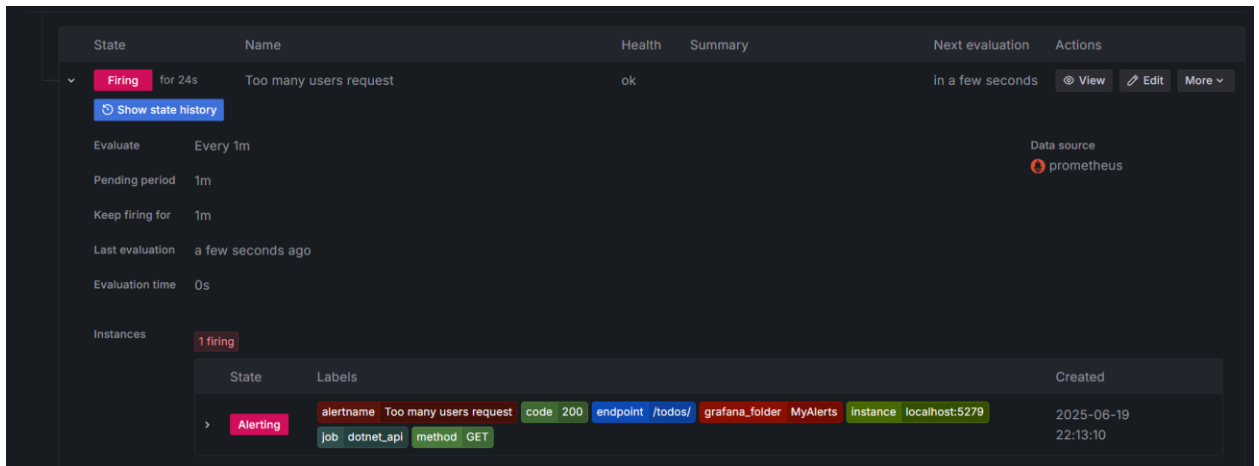 State Name Health Summary Next evaluation Actions
Firing for 24s Too many users request ok in a few seconds View Edit More
Show state history
Evaluate Every 1m Data source
Pending period 1m prometheus
Keep firing for 1m
Last evaluation a few seconds ago
Evaluation time 0s
Instances 1 firing
State Labels Created
Alerting alertname Too many users request code 200 endpoint /todos/ grafana_folder MyAlerts instance localhost:5279 2025-06-19
job dotnet_api method GET 22:13:10